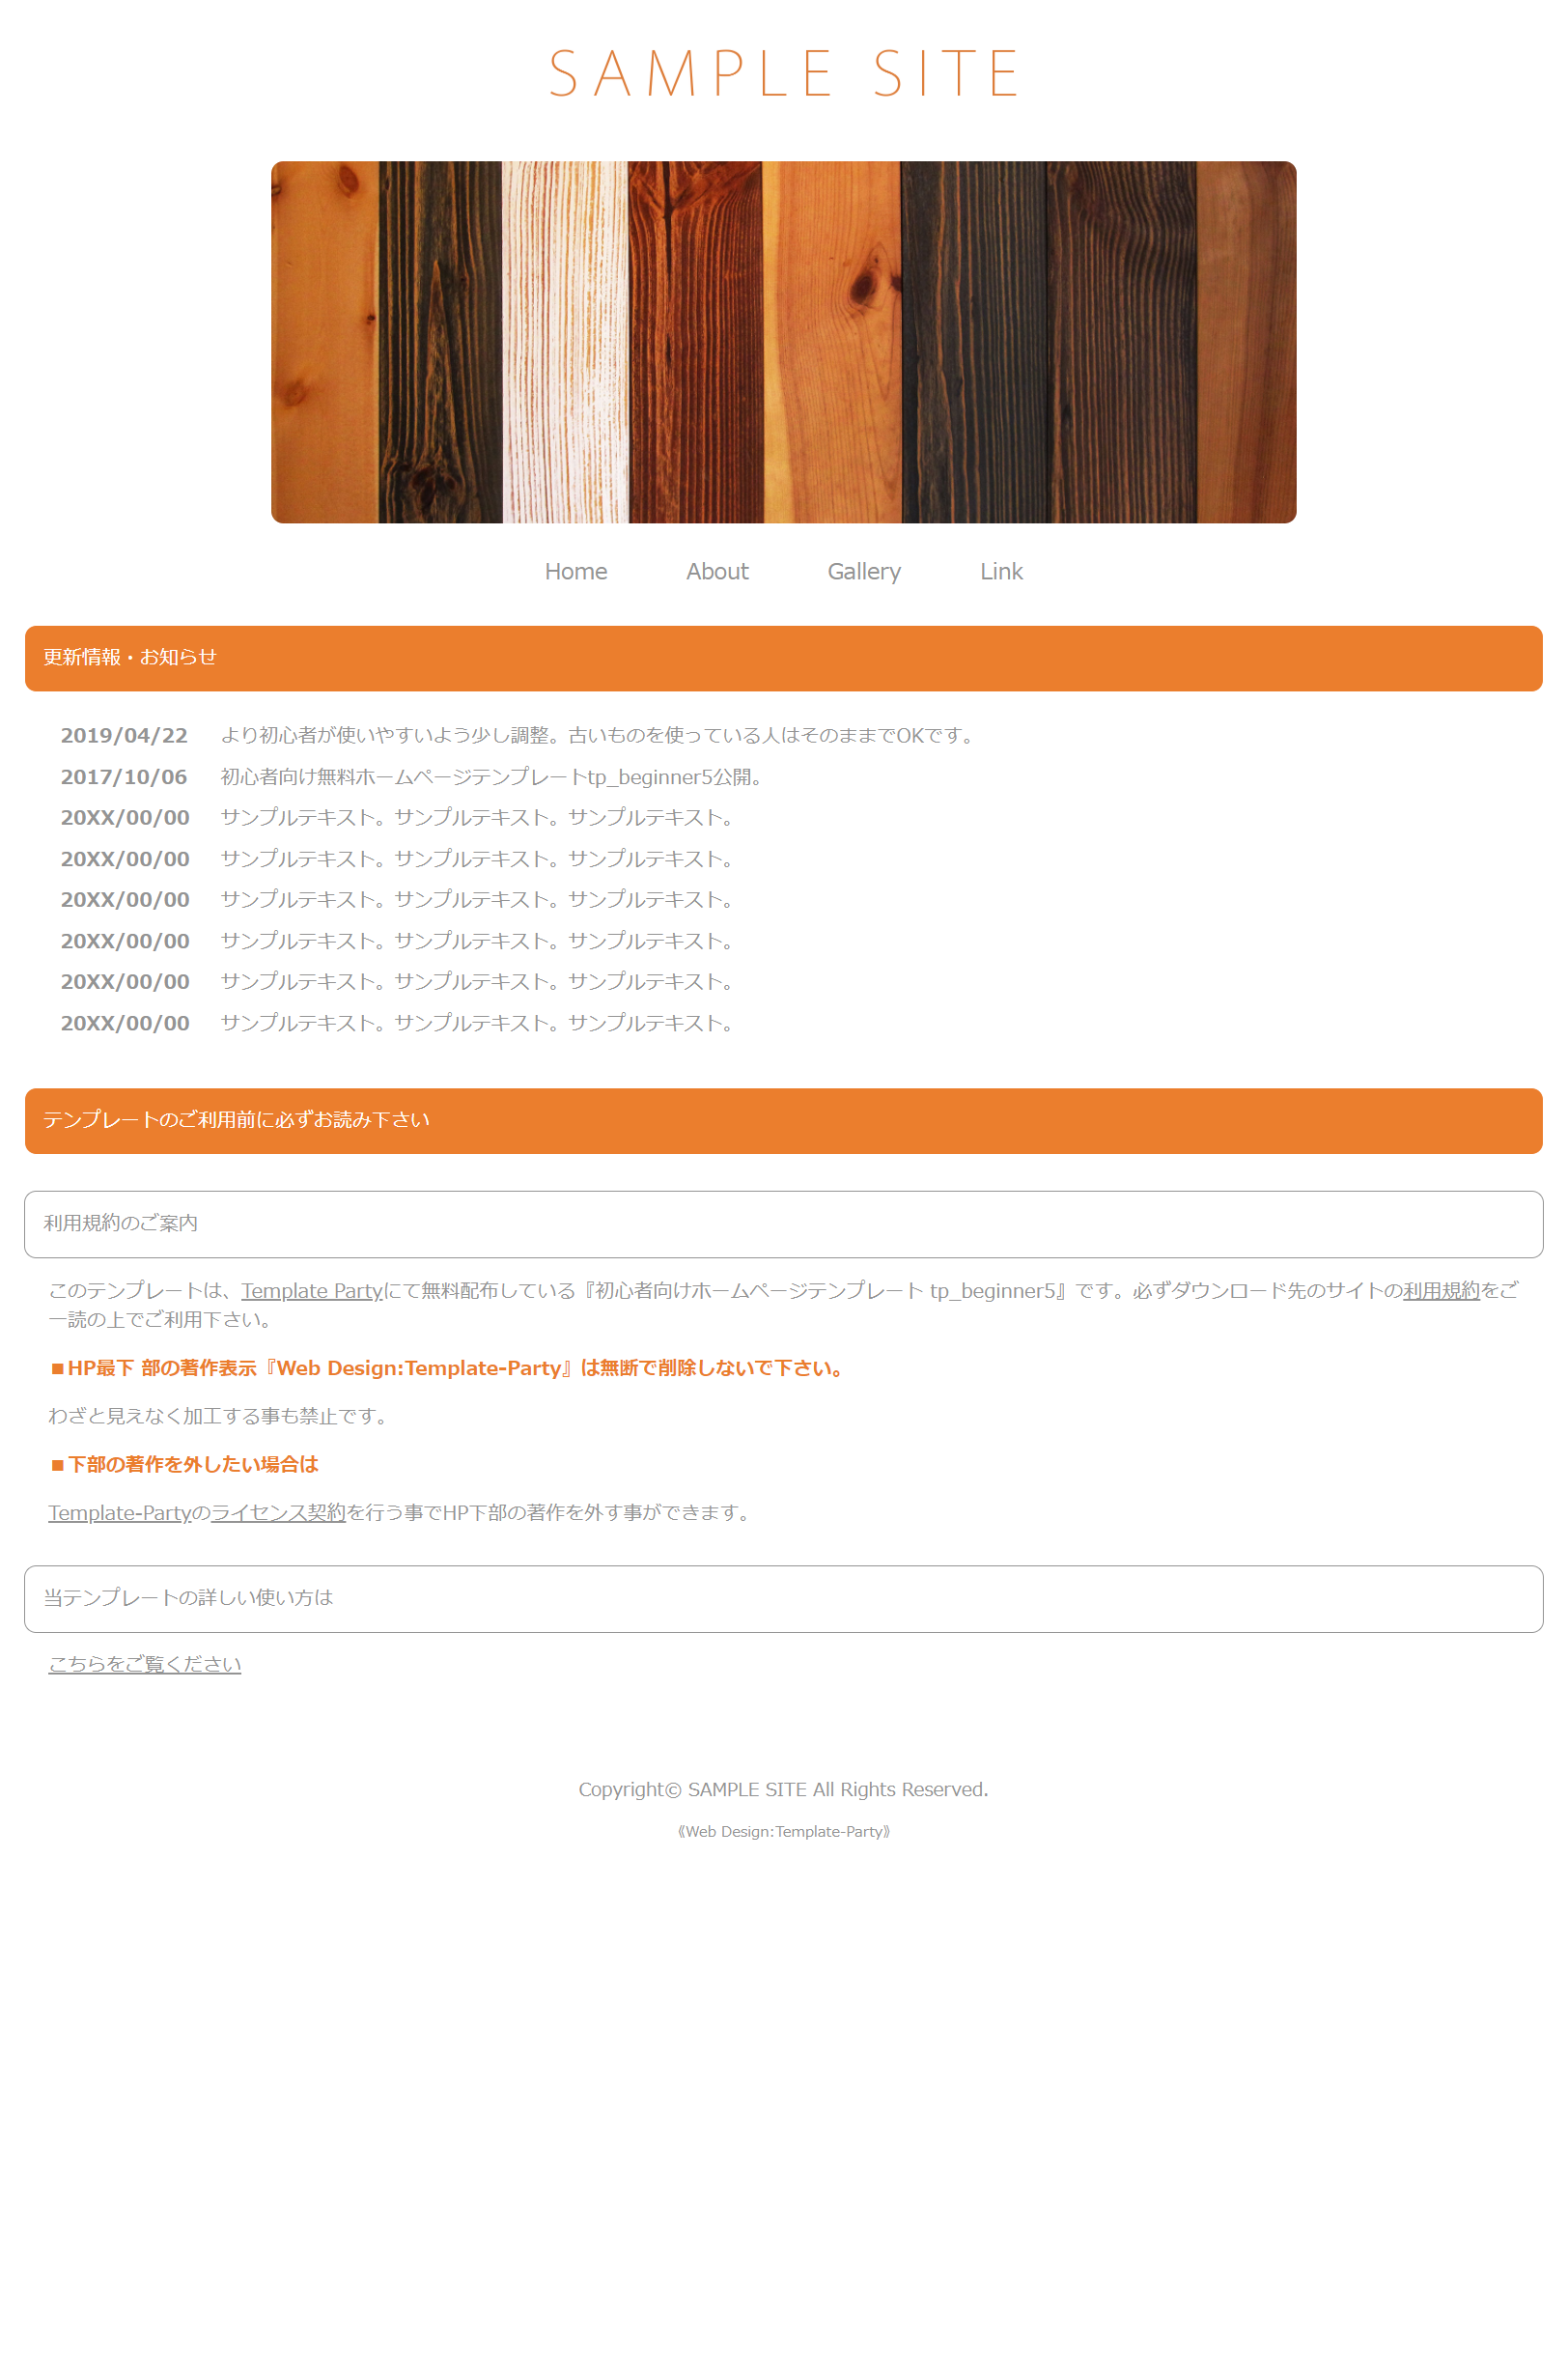 SAMPLE SITE
Home About Gallery Link
更新情報・お知らせ
2019/04/22 より初心者が使いやすいよう少し調整。古いものを使っている人はそのままでOKです。
2017/10/06 初心者向け無料ホームページテンプレートtp_beginner5公開。
20XX/00/00 サンプルテキスト。サンプルテキスト。サンプルテキスト。
20XX/00/00 サンプルテキスト。サンプルテキスト。サンプルテキスト。
20XX/00/00 サンプルテキスト。サンプルテキスト。サンプルテキスト。
20XX/00/00 サンプルテキスト。サンプルテキスト。サンプルテキスト。
20XX/00/00 サンプルテキスト。サンプルテキスト。サンプルテキスト。
20XX/00/00 サンプルテキスト。サンプルテキスト。サンプルテキスト。
テンプレートのご利用前に必ずお読み下さい
利用規約のご案内
このテンプレートは、Template Partyにて無料配布している『初心者向けホームページテンプレート tp_beginner5』です。必ずダウンロード先のサイトの利用規約をご
一読の上でご利用下さい。
■HP最下 部の著作表示『Web Design:Template-Party』は無断で削除しないで下さい。
わざと見えなく加工する事も禁止です。
■下部の著作を外したい場合は
Template-Partyのライセンス契約を行う事でHP下部の著作を外す事ができます。
当テンプレートの詳しい使い方は
こちらをご覧ください
Copyright© SAMPLE SITE All Rights Reserved.
《Web Design:Template-Party》